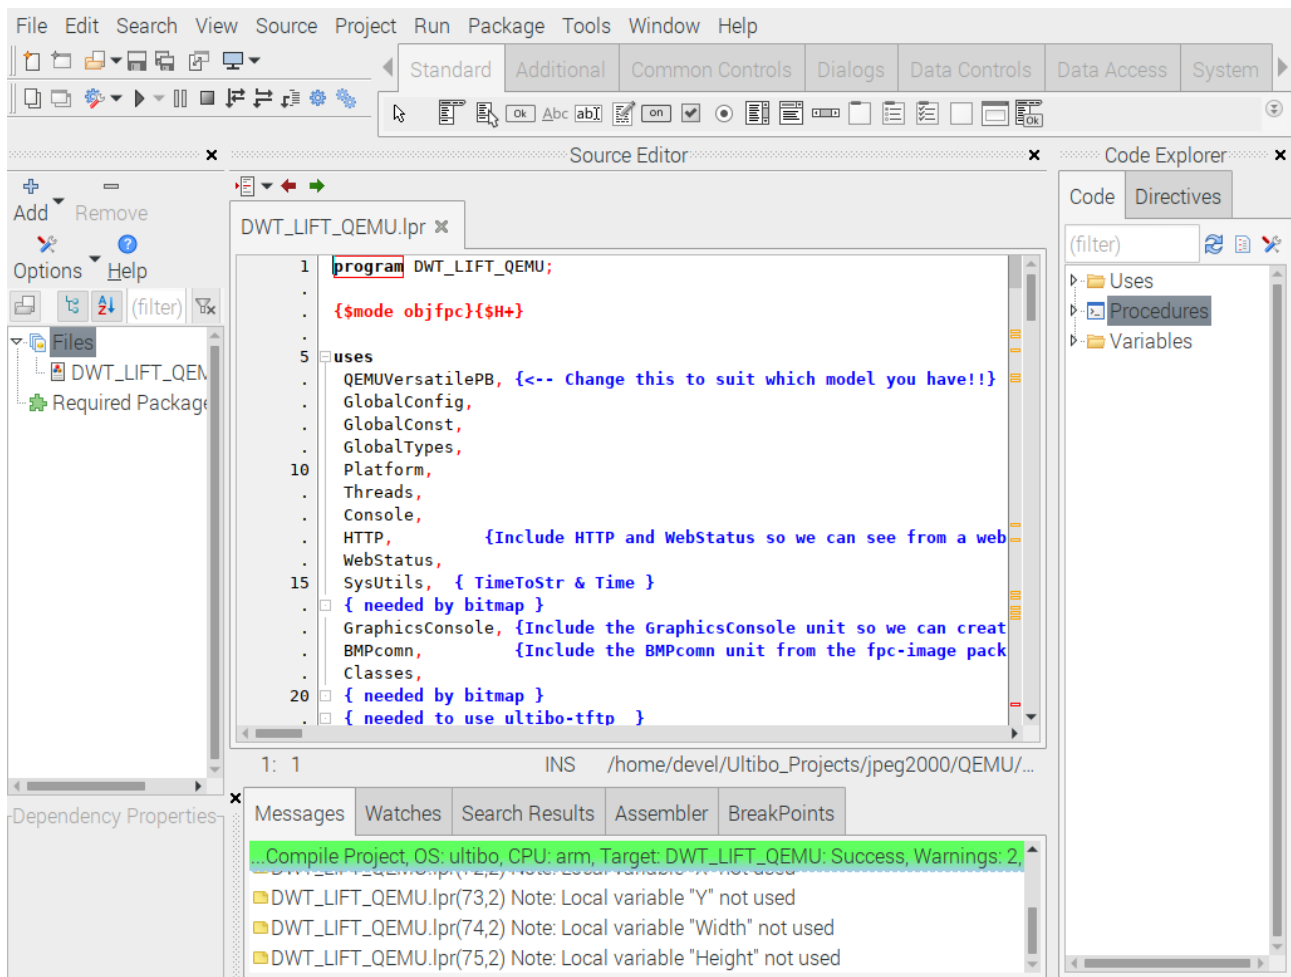 File Edit Search View Source Project Run Package Tools Window Help
Standard Additional Common Controls Dialogs Data Controls Data Access System
Ok Abc abI on Ok
Source Editor
Code Explorer
Add Remove
Options Help
(filter)
Files
DWT_LIFT_QEM
Required Package
Dependency Properties
DWT_LIFT_QEMU.lpr
1 program DWT_LIFT_QEMU;
.
. {$mode objfpc}{$H+}
.
5 uses
. QEMUVersatilePB, {<-- Change this to suit which model you have!!}
. GlobalConfig,
. GlobalConst,
. GlobalTypes,
10 Platform,
. Threads,
. Console,
. HTTP, {Include HTTP and WebStatus so we can see from a web
. WebStatus,
15 SysUtils, { TimeToStr & Time }
. { needed by bitmap }
. GraphicsConsole, {Include the GraphicsConsole unit so we can creat
. BMPcomn, {Include the BMPcomn unit from the fpc-image pack
. Classes,
20 { needed by bitmap }
. { needed to use ultibo-tftp }
1: 1 INS /home/devel/Ultibo_Projects/jpeg2000/QEMU/...
Messages Watches Search Results Assembler BreakPoints
...Compile Project, OS: ultibo, CPU: arm, Target: DWT_LIFT_QEMU: Success, Warnings: 2,
DWT_LIFT_QEMU.lpr(73,2) Note: Local variable "Y" not used
DWT_LIFT_QEMU.lpr(74,2) Note: Local variable "Width" not used
DWT_LIFT_QEMU.lpr(75,2) Note: Local variable "Height" not used
Code Directives
(filter)
Uses
Procedures
Variables